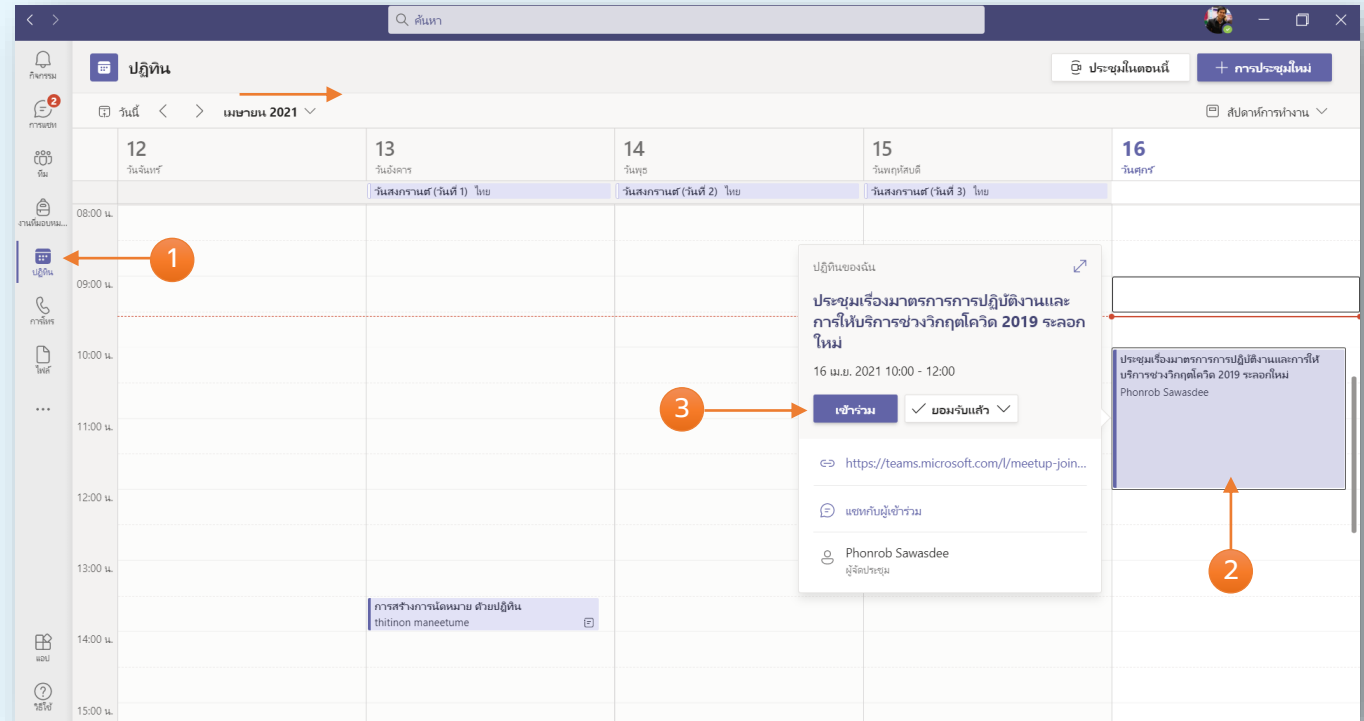 ค้นหา
กิจกรรม
ปฏิทิน
ประชุมในตอนนี้
การประชุมใหม่
2
การแชท
วันนี้
เมษายน 2021
สัปดาห์การทำงาน
ทีม
12
วันจันทร์
13
วันอังคาร
14
วันพุธ
15
วันพฤหัสบดี
16
วันศุกร์
วันสงกรานต์ (วันที่ 1) ไทย
วันสงกรานต์ (วันที่ 2) ไทย
วันสงกรานต์ (วันที่ 3) ไทย
งานที่มอบหม...
08:00 น.
ปฏิทิน
1
09:00 น.
การโทร
10:00 น.
ไฟล์
11:00 น.
12:00 น.
13:00 น.
14:00 น.
15:00 น.
ปฏิทินของฉัน
ประชุมเรื่องมาตรการการปฏิบัติงานและ
การให้บริการช่วงวิกฤตโควิด 2019 ระลอก
ใหม่
16 เม.ย. 2021 10:00 - 12:00
3
เข้าร่วม
ยอมรับแล้ว
https://teams.microsoft.com/l/meetup-join...
แชทกับผู้เข้าร่วม
Phonrob Sawasdee
ผู้จัดประชุม
ประชุมเรื่องมาตรการการปฏิบัติงานและการให้
บริการช่วงวิกฤตโควิด 2019 ระลอกใหม่
Phonrob Sawasdee
2
การสร้างการนัดหมาย ด้วยปฏิทิน
thitinon maneetume
แอป
วิธีใช้